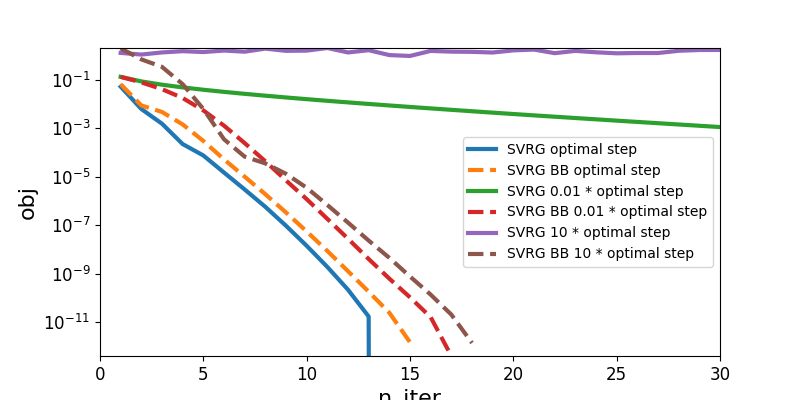 obj
10⁻¹
10⁻³
10⁻⁵
10⁻⁷
10⁻⁹
10⁻¹¹
SVRG optimal step
SVRG BB optimal step
SVRG 0.01 * optimal step
SVRG BB 0.01 * optimal step
SVRG 10 * optimal step
SVRG BB 10 * optimal step
0 5 10 15 20 25 30
n_iter